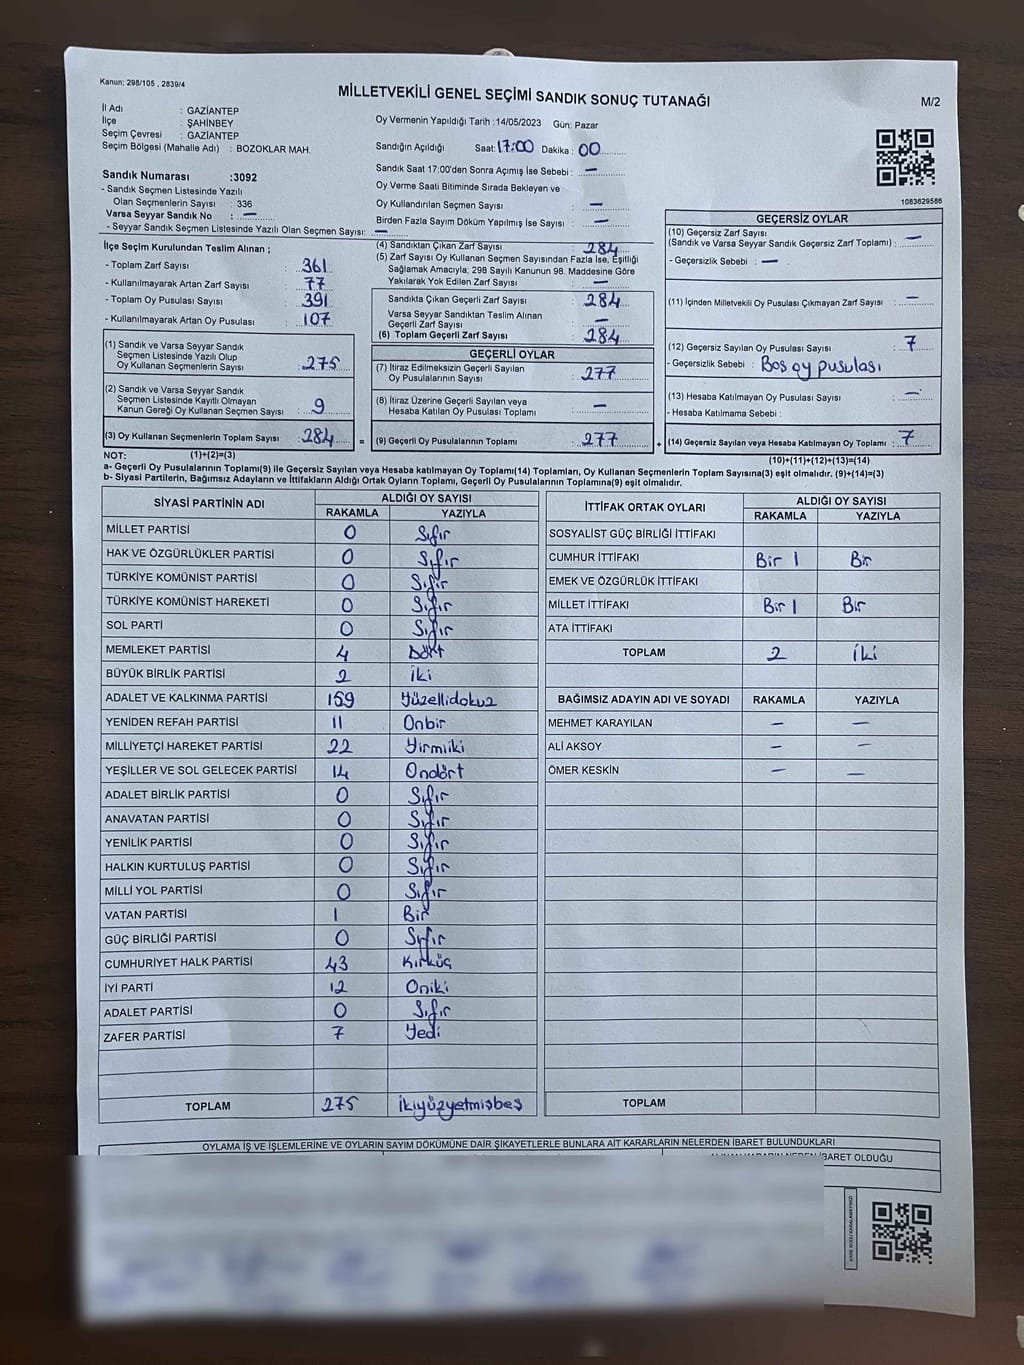 Kanun; 298/105 , 2839/4
MİLLETVEKİLİ GENEL SEÇİMİ SANDIK SONUÇ TUTANAĞI
M/2
İl Adı : GAZİANTEP
İlçe : ŞAHİNBEY
Seçim Çevresi : GAZİANTEP
Seçim Bölgesi (Mahalle Adı) : BOZOKLAR MAH.
Oy Vermenin Yapıldığı Tarih :14/05/2023 Gün: Pazar
Sandığın Açıldığı Saat: 17:00 Dakika : 00
Sandık Saat 17:00'den Sonra Açımış İse Sebebi : —
Oy Verme Saati Bitiminde Sırada Bekleyen ve
Oy Kullandırılan Seçmen Sayısı : —
Birden Fazla Sayım Döküm Yapılmış İse Sayısı : —
Sandık Numarası :3092
- Sandık Seçmen Listesinde Yazılı
Olan Seçmenlerin Sayısı : 336
Varsa Seyyar Sandık No : —
- Seyyar Sandık Seçmen Listesinde Yazılı Olan Seçmen Sayısı: —
1083629586
İlçe Seçim Kurulundan Teslim Alınan ;
- Toplam Zarf Sayısı : 361
- Kullanılmayarak Artan Zarf Sayısı : 77
- Toplam Oy Pusulası Sayısı : 391
- Kullanılmayarak Artan Oy Pusulası : 107
(1) Sandık ve Varsa Seyyar Sandık
Seçmen Listesinde Yazılı Olup
Oy Kullanan Seçmenlerin Sayısı : 275
(2) Sandık ve Varsa Seyyar Sandık
Seçmen Listesinde Kayıtlı Olmayan
Kanun Gereği Oy Kullanan Seçmen Sayısı : 9
(3) Oy Kullanan Seçmenlerin Toplam Sayısı : 284
(4) Sandıktan Çıkan Zarf Sayısı : 284
(5) Zarf Sayısı Oy Kullanan Seçmen Sayısından Fazla İse, Eşitliği
Sağlamak Amacıyla; 298 Sayılı Kanunun 98. Maddesine Göre
Yakılarak Yok Edilen Zarf Sayısı : —
Sandıkta Çıkan Geçerli Zarf Sayısı : 284
Varsa Seyyar Sandıktan Teslim Alınan
Geçerli Zarf Sayısı : —
(6) Toplam Geçerli Zarf Sayısı : 284
GEÇERLİ OYLAR
(7) İtiraz Edilmeksizin Geçerli Sayılan
Oy Pusulalarının Sayısı : 277
(8) İtiraz Üzerine Geçerli Sayılan veya
Hesaba Katılan Oy Pusulası Toplamı : —
= (9) Geçerli Oy Pusulalarının Toplamı : 277
GEÇERSİZ OYLAR
(10) Geçersiz Zarf Sayısı
(Sandık ve Varsa Seyyar Sandık Geçersiz Zarf Toplamı) : —
- Geçersizlik Sebebi : —
(11) İçinden Milletvekili Oy Pusulası Çıkmayan Zarf Sayısı : —
(12) Geçersiz Sayılan Oy Pusulası Sayısı : 7
- Geçersizlik Sebebi : Boş oy pusulası
(13) Hesaba Katılmayan Oy Pusulası Sayısı : —
- Hesaba Katılmama Sebebi :
+ (14) Geçersiz Sayılan veya Hesaba Katılmayan Oy Toplamı : 7
NOT: (1)+(2)=(3)
(10)+(11)+(12)+(13)=(14)
a- Geçerli Oy Pusulalarının Toplamı(9) ile Geçersiz Sayılan veya Hesaba katılmayan Oy Toplamı(14) Toplamları, Oy Kullanan Seçmenlerin Toplam Sayısına(3) eşit olmalıdır. (9)+(14)=(3)
b- Siyasi Partilerin, Bağımsız Adayların ve İttifakların Aldığı Ortak Oyların Toplamı, Geçerli Oy Pusulalarının Toplamına(9) eşit olmalıdır.
SİYASİ PARTİNİN ADI
ALDIĞI OY SAYISI
RAKAMLA YAZIYLA
MİLLET PARTİSİ 0 Sıfır
HAK VE ÖZGÜRLÜKLER PARTİSİ 0 Sıfır
TÜRKİYE KOMÜNİST PARTİSİ 0 Sıfır
TÜRKİYE KOMÜNİST HAREKETİ 0 Sıfır
SOL PARTİ 0 Sıfır
MEMLEKET PARTİSİ 4 Dört
BÜYÜK BİRLİK PARTİSİ 2 İki
ADALET VE KALKINMA PARTİSİ 159 Yüzellidokuz
YENİDEN REFAH PARTİSİ 11 Onbir
MİLLİYETÇİ HAREKET PARTİSİ 22 Yirmiiki
YEŞİLLER VE SOL GELECEK PARTİSİ 14 Ondört
ADALET BİRLİK PARTİSİ 0 Sıfır
ANAVATAN PARTİSİ 0 Sıfır
YENİLİK PARTİSİ 0 Sıfır
HALKIN KURTULUŞ PARTİSİ 0 Sıfır
MİLLİ YOL PARTİSİ 0 Sıfır
VATAN PARTİSİ 1 Bir
GÜÇ BİRLİĞİ PARTİSİ 0 Sıfır
CUMHURİYET HALK PARTİSİ 43 Kırküç
İYİ PARTİ 12 Oniki
ADALET PARTİSİ 0 Sıfır
ZAFER PARTİSİ 7 Yedi
TOPLAM 275 İkiyüzyetmişbeş
İTTİFAK ORTAK OYLARI
ALDIĞI OY SAYISI
RAKAMLA YAZIYLA
SOSYALİST GÜÇ BİRLİĞİ İTTİFAKI
CUMHUR İTTİFAKI Bir 1 Bir
EMEK VE ÖZGÜRLÜK İTTİFAKI
MİLLET İTTİFAKI Bir 1 Bir
ATA İTTİFAKI
TOPLAM 2 İki
BAĞIMSIZ ADAYIN ADI VE SOYADI RAKAMLA YAZIYLA
MEHMET KARAYILAN — —
ALİ AKSOY — —
ÖMER KESKİN — —
TOPLAM
OYLAMA İŞ VE İŞLEMLERİNE VE OYLARIN SAYIM DÖKÜMÜNE DAİR ŞİKAYETLERLE BUNLARA AİT KARARLARIN NELERDEN İBARET BULUNDUKLARI
İBARET OLDUĞU